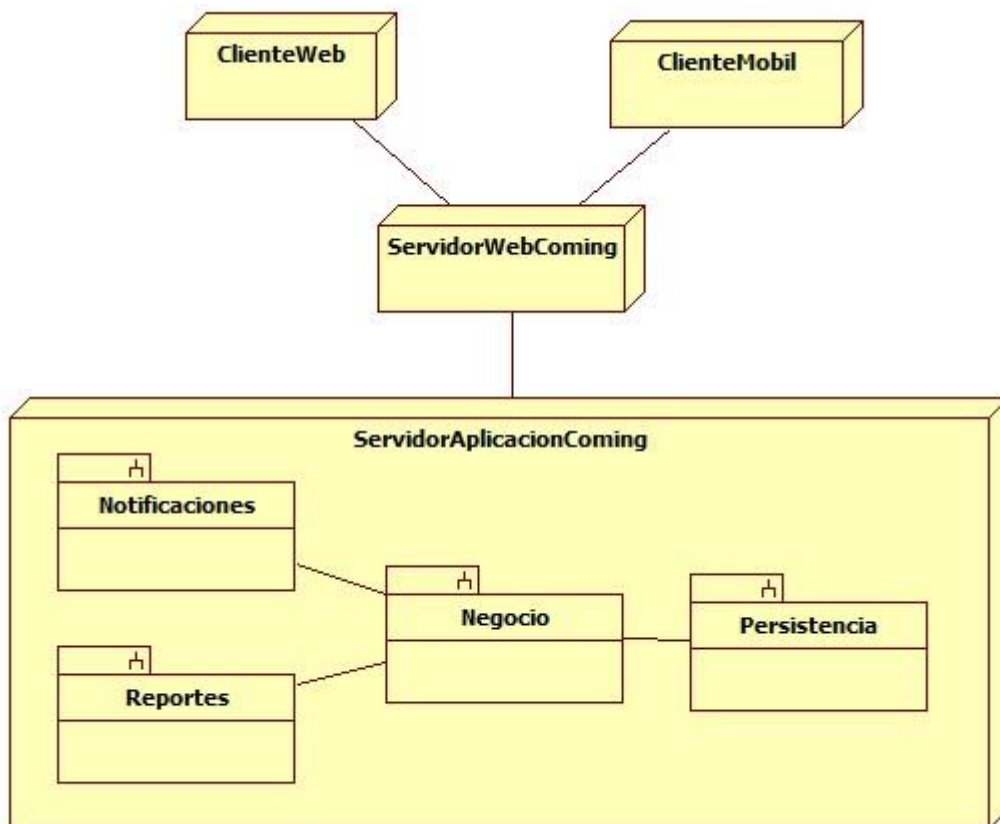 ClienteWeb
ClienteMobil
ServidorWebComing
ServidorAplicacionComing
Notificaciones
Negocio
Persistencia
Reportes